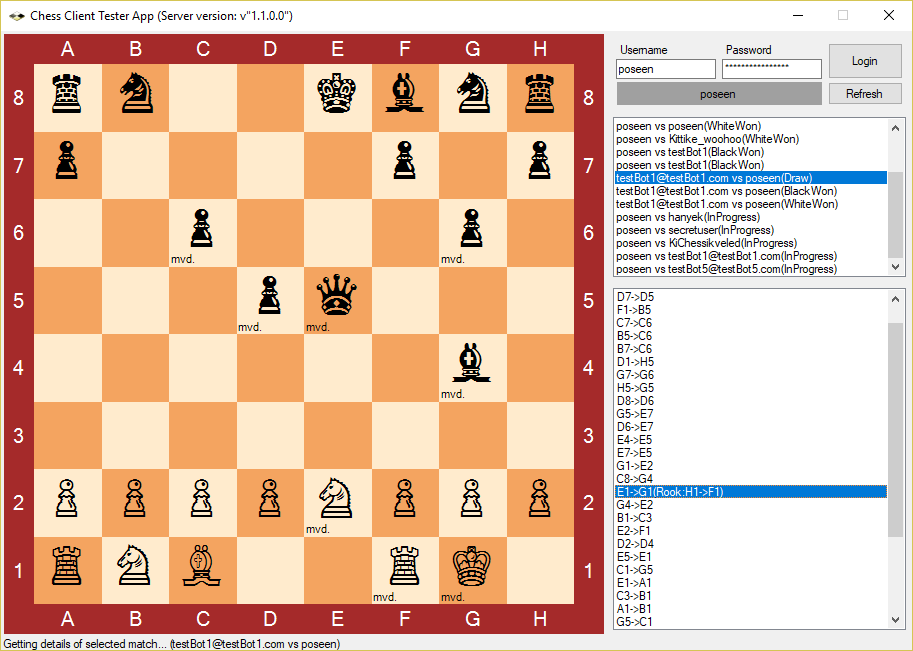 Chess Client Tester App (Server version: v"1.1.0.0")
A B C D E F G H
8 8
7 7
6 6
mvd. mvd.
5 5
mvd. mvd.
4 4
mvd.
3 3
2 2
mvd.
1 1
mvd. mvd.
A B C D E F G H
Username Password
poseen **************** Login
poseen Refresh
poseen vs poseen(WhiteWon)
poseen vs Kittike_woohoo(WhiteWon)
poseen vs testBot1(BlackWon)
poseen vs testBot1(BlackWon)
testBot1@testBot1.com vs poseen(Draw)
testBot1@testBot1.com vs poseen(BlackWon)
testBot1@testBot1.com vs poseen(WhiteWon)
poseen vs hanyek(InProgress)
poseen vs secretuser(InProgress)
poseen vs KiChessikveled(InProgress)
poseen vs testBot1@testBot1.com(InProgress)
poseen vs testBot5@testBot5.com(InProgress)
D7->D5
F1->B5
C7->C6
B5->C6
B7->C6
D1->H5
G7->G6
H5->G5
D8->D6
G5->E7
D6->E7
E4->E5
E7->E5
G1->E2
C8->G4
E1->G1(Rook:H1->F1)
G4->E2
B1->C3
E2->F1
D2->D4
E5->E1
C1->G5
E1->A1
C3->B1
A1->B1
G5->C1
Getting details of selected match... (testBot1@testBot1.com vs poseen)